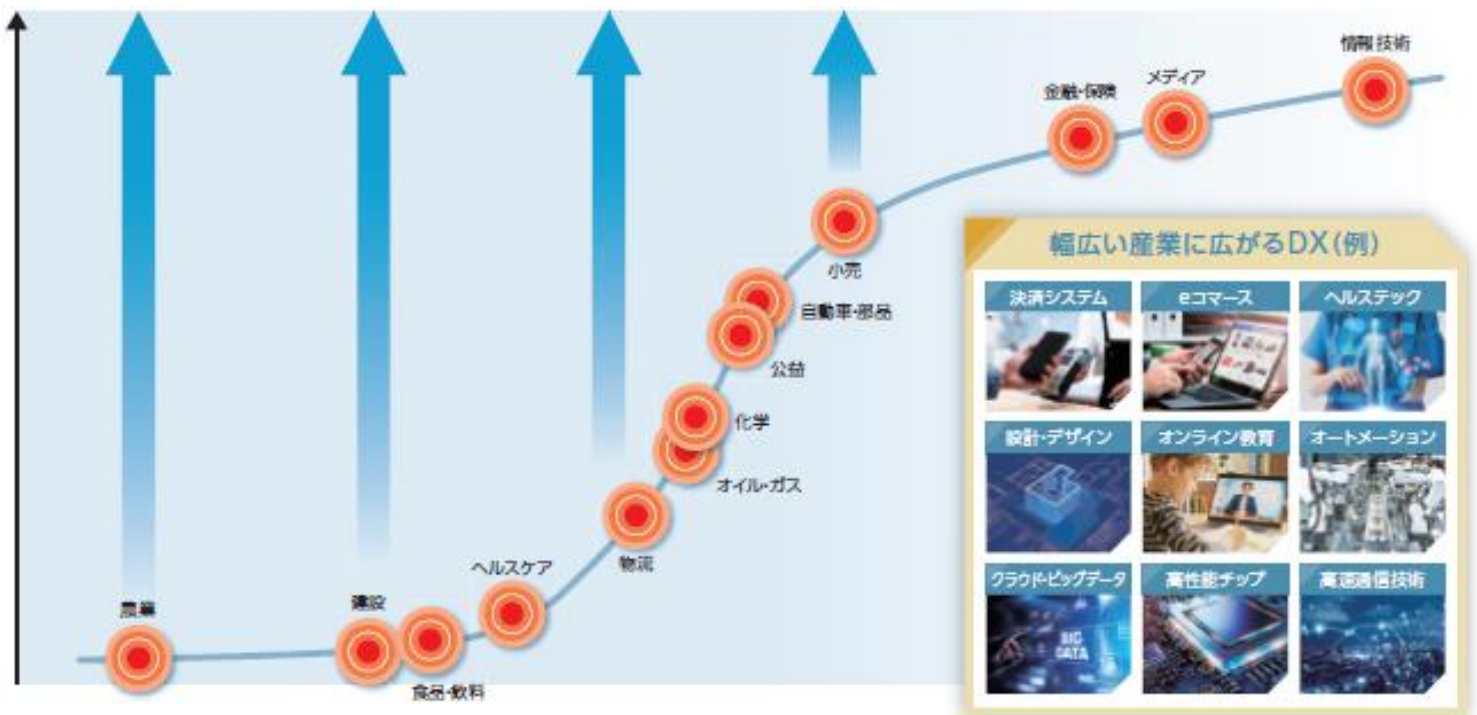 情報技術
メディア
金融・保険
小売
自動車・部品
公益
化学
オイル・ガス
物流
ヘルスケア
建設
農業
食品・飲料
幅広い産業に広がるDX(例)
決済システム
eコマース
ヘルステック
設計・デザイン
オンライン教育
オートメーション
クラウド・ビッグデータ
高性能チップ
高速通信技術
BIG
DATA